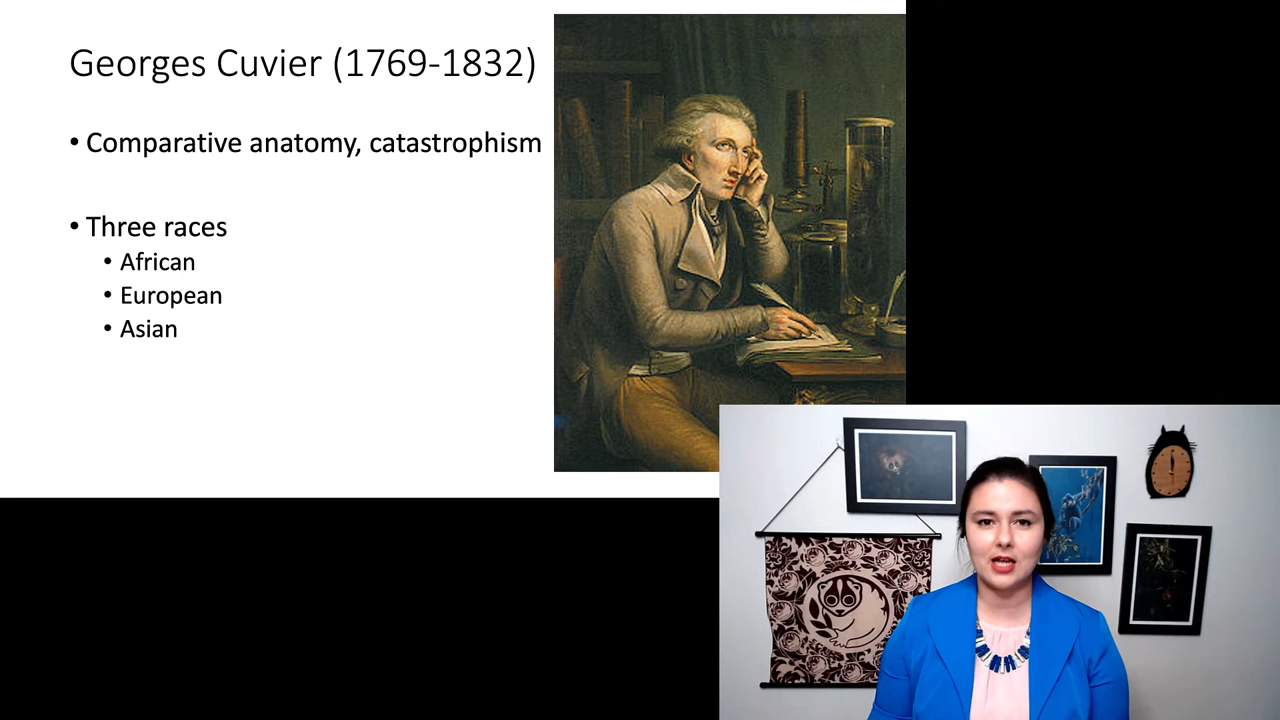 Georges Cuvier (1769-1832)
• Comparative anatomy, catastrophism
• Three races
• African
• European
• Asian